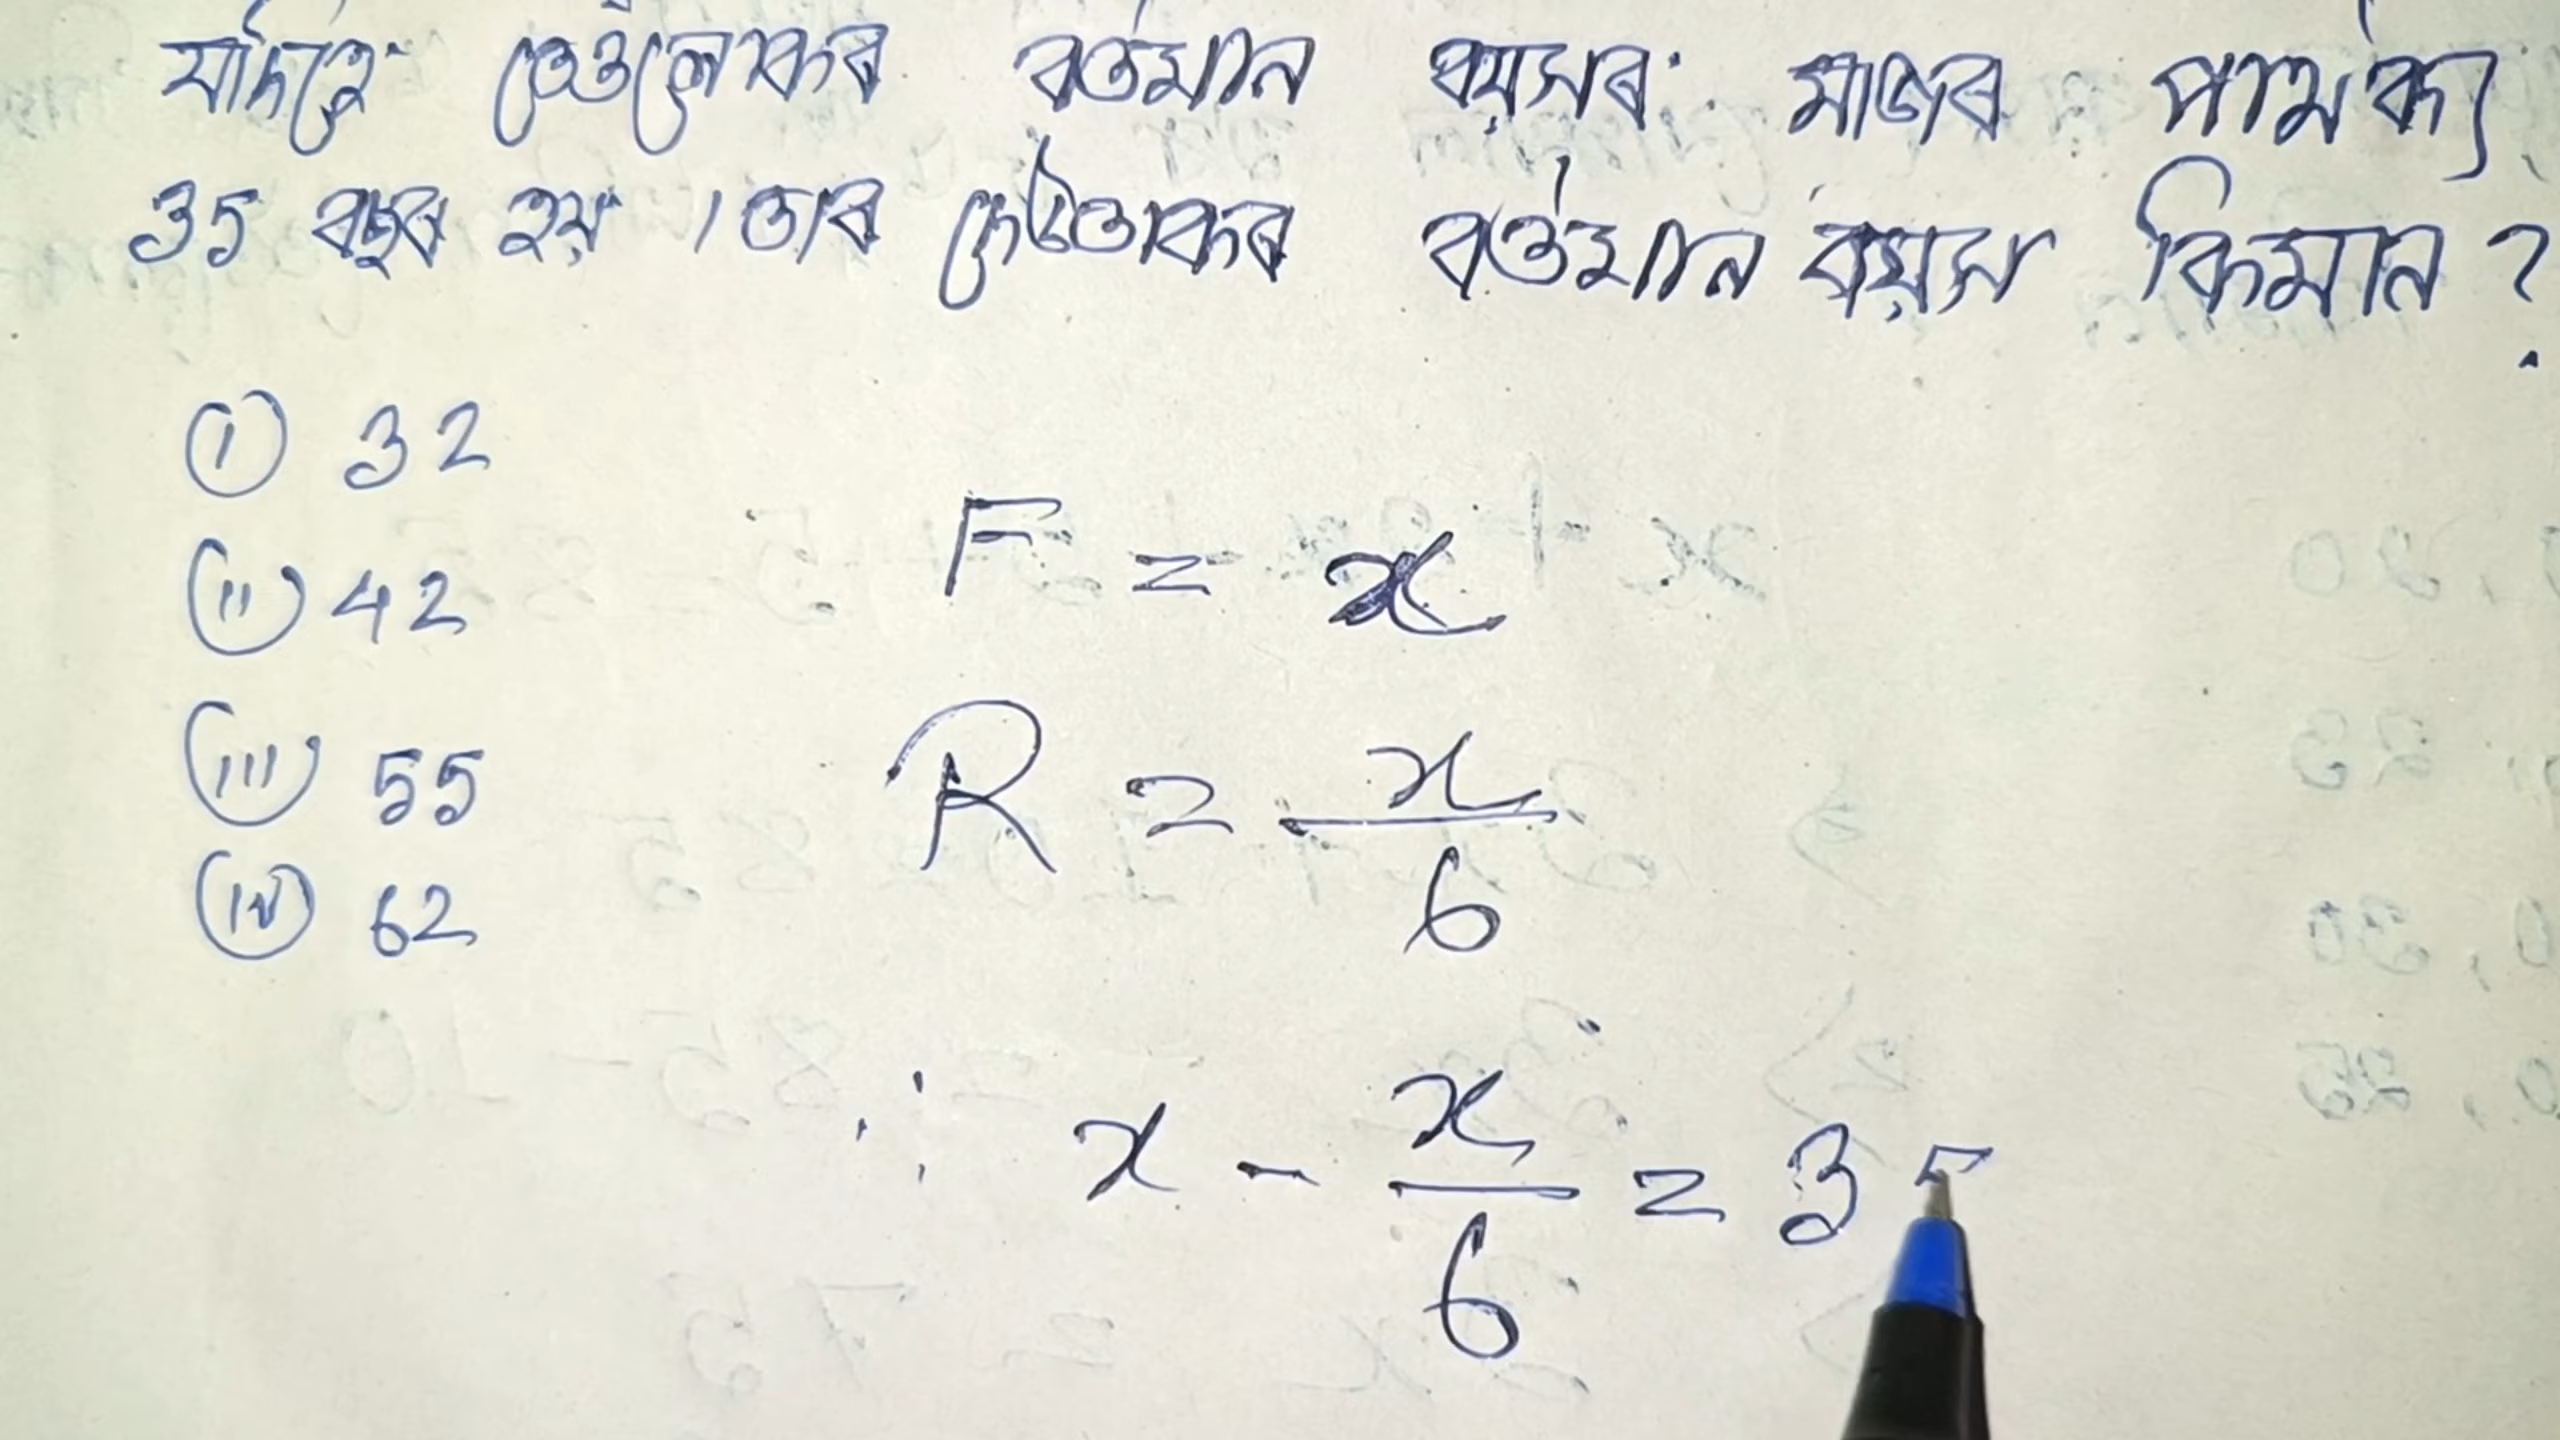 যদিহে তেওঁলোকৰ বৰ্তমান বয়সৰ মাজৰ পাৰ্থক্য
35 বছৰ হয় । তাৰ দেউতাকৰ বৰ্তমান বয়স কিমান ?
(i) 32
(ii) 42
(iii) 55
(iv) 62
F = x
R = x/6
∴ x - x/6 = 35